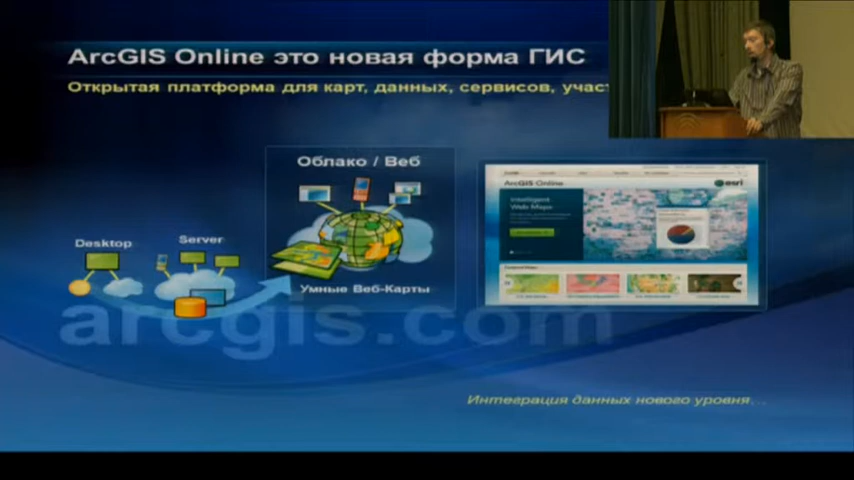 ArcGIS Online это новая форма ГИС
Открытая платформа для карт, данных, сервисов,
Облако / Веб
Desktop
Server
Умные Веб-Карты
ArcGIS Online
esri
Intelligent
Web Maps
arcgis.com
Интеграция данных нового уровня...